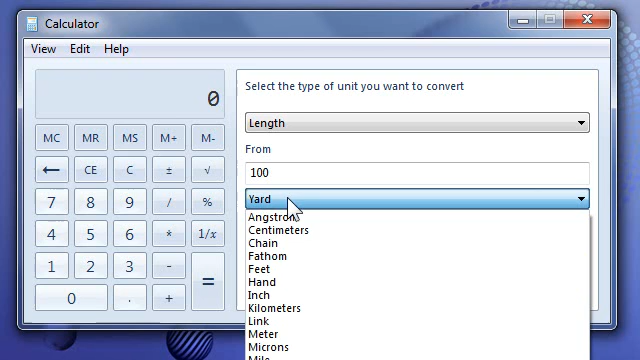 Calculator
View Edit Help
0
MC MR MS M+ M-
← CE C ± √
7 8 9 / %
4 5 6 * 1/x
1 2 3 - =
0 . +
Select the type of unit you want to convert
Length
From
100
Yard
Angstrom
Centimeters
Chain
Fathom
Feet
Hand
Inch
Kilometers
Link
Meter
Microns
Mile